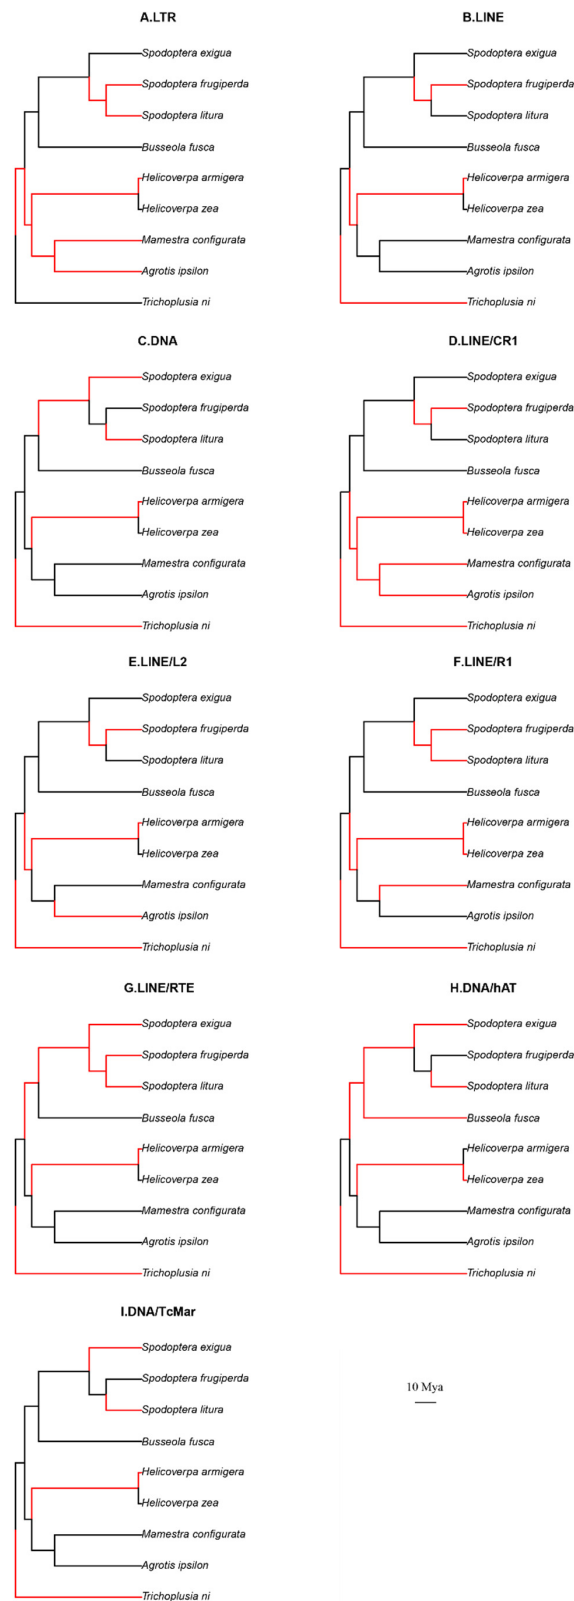 A.LTR
Spodoptera exigua
Spodoptera frugiperda
Spodoptera litura
Busseola fusca
Helicoverpa armigera
Helicoverpa zea
Mamestra configurata
Agrotis ipsilon
Trichoplusia ni
B.LINE
Spodoptera exigua
Spodoptera frugiperda
Spodoptera litura
Busseola fusca
Helicoverpa armigera
Helicoverpa zea
Mamestra configurata
Agrotis ipsilon
Trichoplusia ni
C.DNA
Spodoptera exigua
Spodoptera frugiperda
Spodoptera litura
Busseola fusca
Helicoverpa armigera
Helicoverpa zea
Mamestra configurata
Agrotis ipsilon
Trichoplusia ni
D.LINE/CR1
Spodoptera exigua
Spodoptera frugiperda
Spodoptera litura
Busseola fusca
Helicoverpa armigera
Helicoverpa zea
Mamestra configurata
Agrotis ipsilon
Trichoplusia ni
E.LINE/L2
Spodoptera exigua
Spodoptera frugiperda
Spodoptera litura
Busseola fusca
Helicoverpa armigera
Helicoverpa zea
Mamestra configurata
Agrotis ipsilon
Trichoplusia ni
F.LINE/R1
Spodoptera exigua
Spodoptera frugiperda
Spodoptera litura
Busseola fusca
Helicoverpa armigera
Helicoverpa zea
Mamestra configurata
Agrotis ipsilon
Trichoplusia ni
G.LINE/RTE
Spodoptera exigua
Spodoptera frugiperda
Spodoptera litura
Busseola fusca
Helicoverpa armigera
Helicoverpa zea
Mamestra configurata
Agrotis ipsilon
Trichoplusia ni
H.DNA/hAT
Spodoptera exigua
Spodoptera frugiperda
Spodoptera litura
Busseola fusca
Helicoverpa armigera
Helicoverpa zea
Mamestra configurata
Agrotis ipsilon
Trichoplusia ni
I.DNA/TcMar
Spodoptera exigua
Spodoptera frugiperda
Spodoptera litura
Busseola fusca
Helicoverpa armigera
Helicoverpa zea
Mamestra configurata
Agrotis ipsilon
Trichoplusia ni
10 Mya